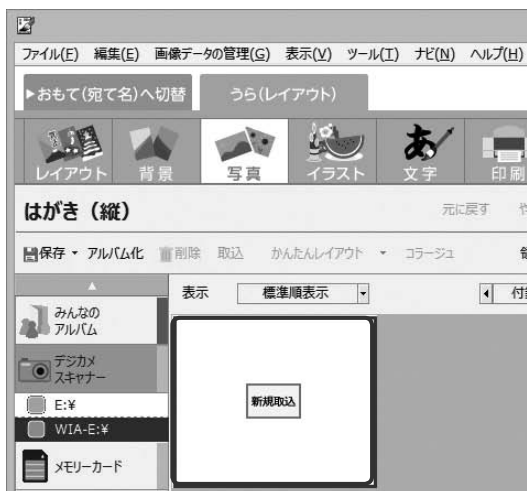 ファイル(F) 編集(E) 画像データの管理(G) 表示(V) ツール(T) ナビ(N) ヘルプ(H)
▶おもて(宛て名)へ切替 うら(レイアウト)
レイアウト 背景 写真 イラスト 文字 印刷
はがき（縦） 元に戻す
保存 アルバム化 削除 取込 かんたんレイアウト コラージュ
表示 標準順表示
みんなの
アルバム
デジカメ
スキャナー
E:¥
新規取込
WIA-E:¥
メモリーカード